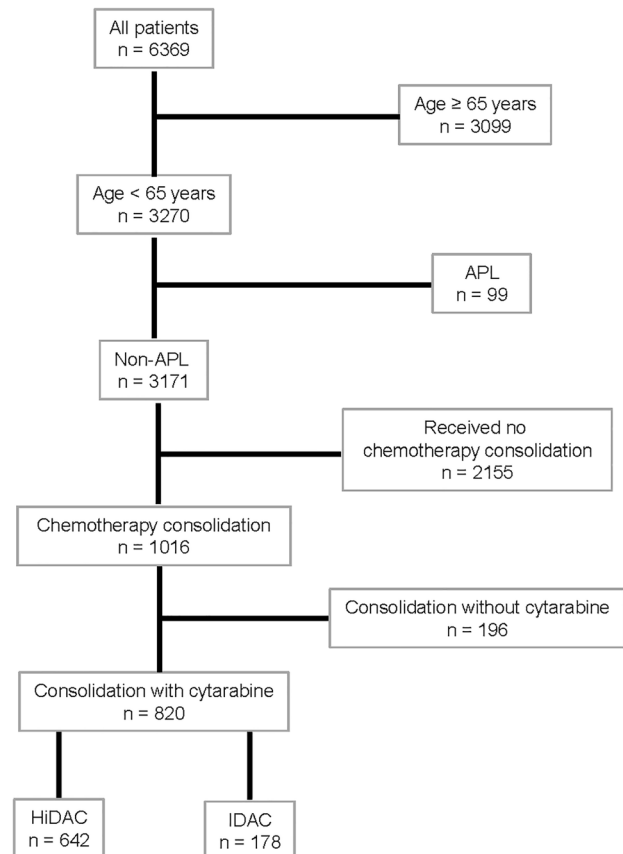 All patients
n = 6369
Age ≥ 65 years
n = 3099
Age < 65 years
n = 3270
APL
n = 99
Non-APL
n = 3171
Received no
chemotherapy consolidation
n = 2155
Chemotherapy consolidation
n = 1016
Consolidation without cytarabine
n = 196
Consolidation with cytarabine
n = 820
HiDAC
n = 642
IDAC
n = 178